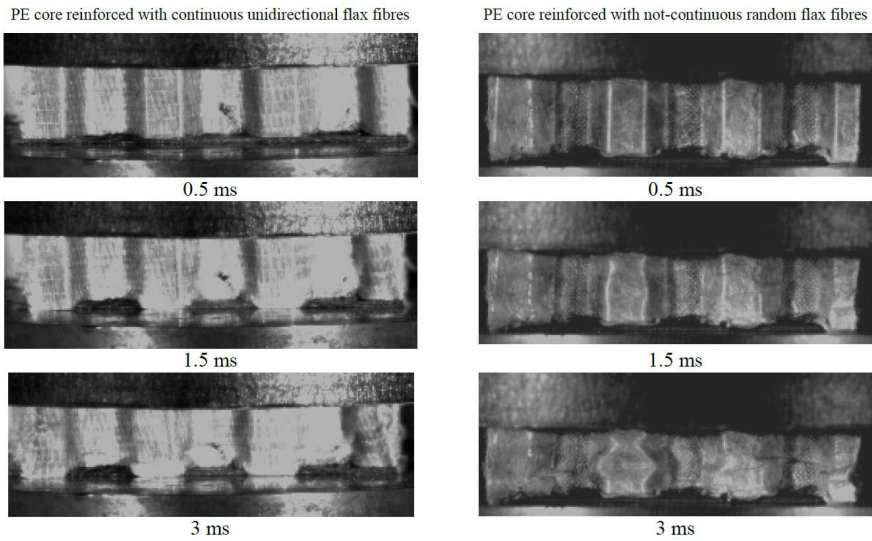 PE core reinforced with continuous unidirectional flax fibres
PE core reinforced with not-continuous random flax fibres
0.5 ms
0.5 ms
1.5 ms
1.5 ms
3 ms
3 ms